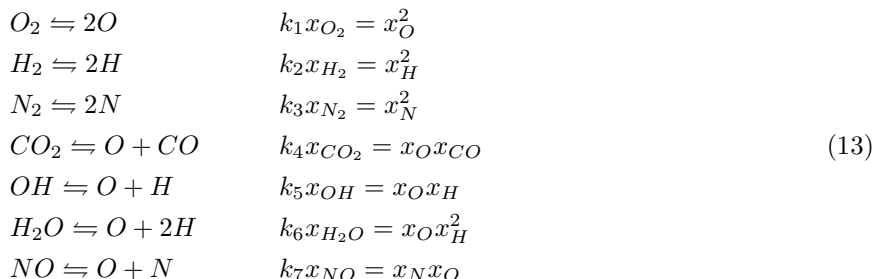 O₂ ⇋ 2O k₁x_{O₂} = x_O²
H₂ ⇋ 2H k₂x_{H₂} = x_H²
N₂ ⇋ 2N k₃x_{N₂} = x_N²
CO₂ ⇋ O + CO k₄x_{CO₂} = x_O x_{CO} (13)
OH ⇋ O + H k₅x_{OH} = x_O x_H
H₂O ⇋ O + 2H k₆x_{H₂O} = x_O x_H²
NO ⇋ O + N k₇x_{NO} = x_N x_O